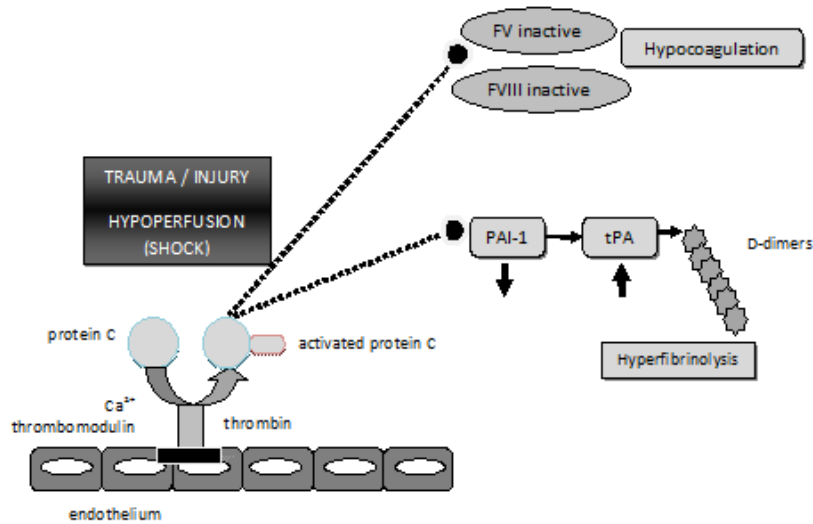 FV inactive
Hypocoagulation
FVIII inactive
TRAUMA / INJURY
HYPOPERFUSION
(SHOCK)
PAI-1
tPA
D-dimers
protein C
activated protein C
Hyperfibrinolysis
Ca²⁺
thrombomodulin
thrombin
endothelium